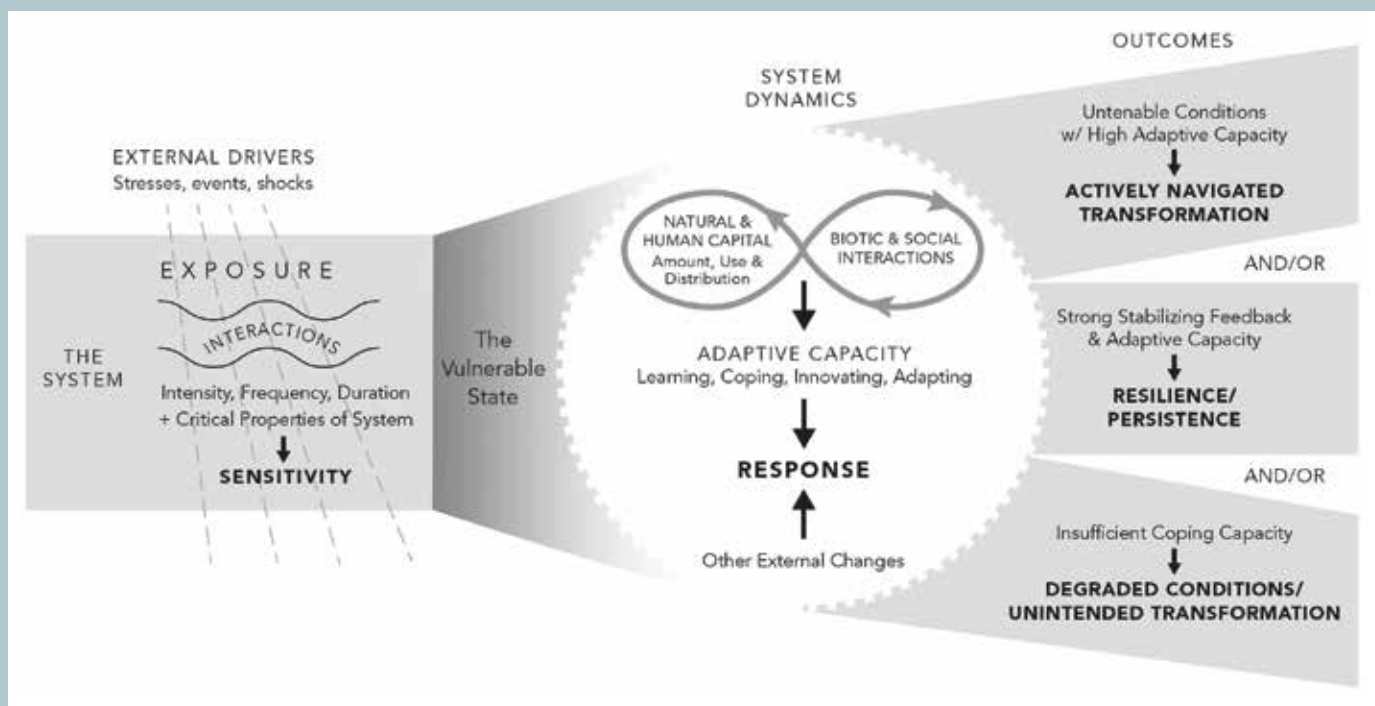 EXTERNAL DRIVERS
Stresses, events, shocks
THE
SYSTEM
EXPOSURE
INTERACTIONS
Intensity, Frequency, Duration
+ Critical Properties of System
SENSITIVITY
The
Vulnerable
State
SYSTEM
DYNAMICS
NATURAL &
HUMAN CAPITAL
Amount, Use &
Distribution
BIOTIC & SOCIAL
INTERACTIONS
ADAPTIVE CAPACITY
Learning, Coping, Innovating, Adapting
RESPONSE
Other External Changes
OUTCOMES
Untenable Conditions
w/ High Adaptive Capacity
ACTIVELY NAVIGATED
TRANSFORMATION
AND/OR
Strong Stabilizing Feedback
& Adaptive Capacity
RESILIENCE/
PERSISTENCE
AND/OR
Insufficient Coping Capacity
DEGRADED CONDITIONS/
UNINTENDED TRANSFORMATION